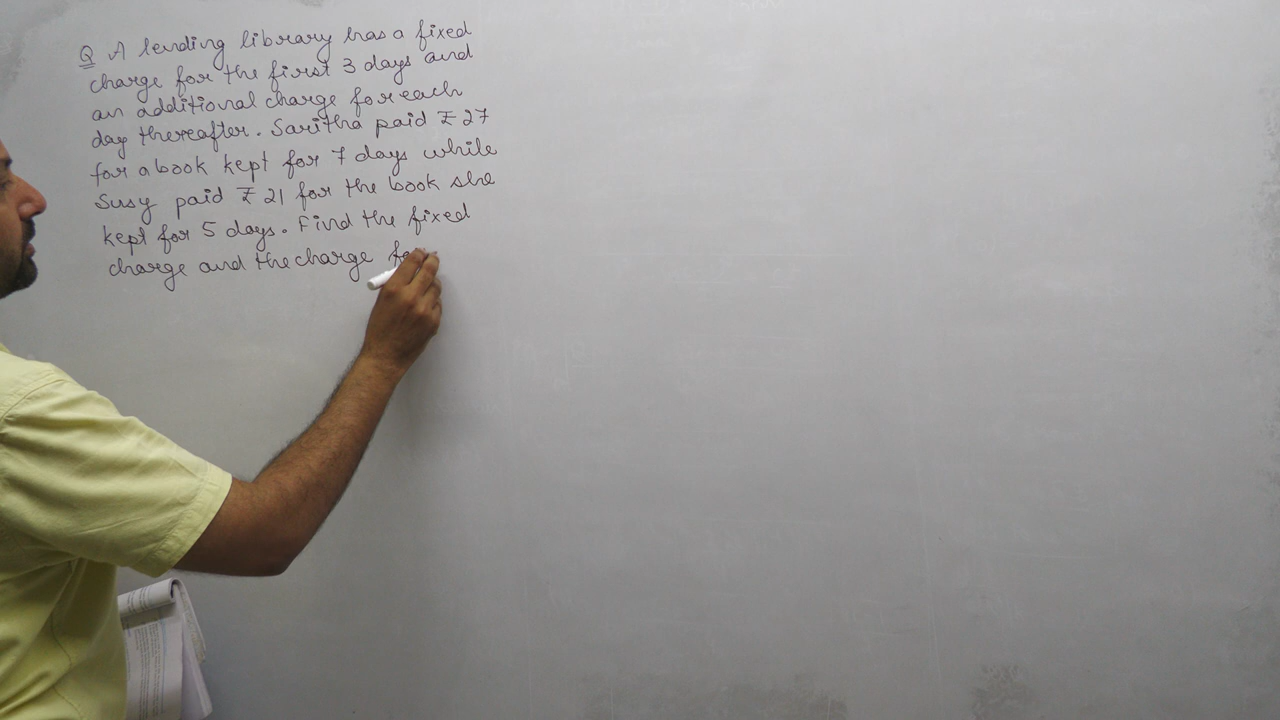 Q A lending library has a fixed
charge for the first 3 days and
an additional charge for each
day thereafter. Saritha paid ₹ 27
for a book kept for 7 days while
Susy paid ₹ 21 for the book she
kept for 5 days. Find the fixed
charge and the charge